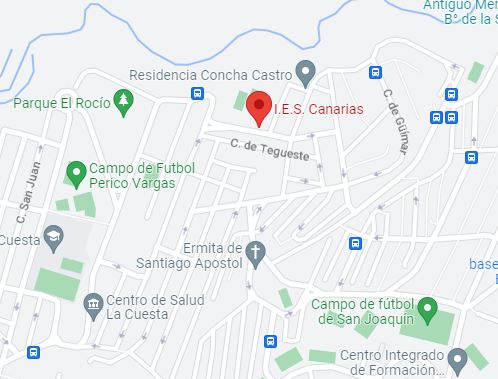 Antiguo Mer
B° de la S
Residencia Concha Castro
Parque El Rocío
I.E.S. Canarias
C. de Güímar
C. de Tegueste
Campo de Futbol
Perico Vargas
C. San Juan
Cuesta
Ermita de
Santiago Apostol
base
Centro de Salud
La Cuesta
Campo de fútbol
de San Joaquín
Centro Integrado
de Formación...